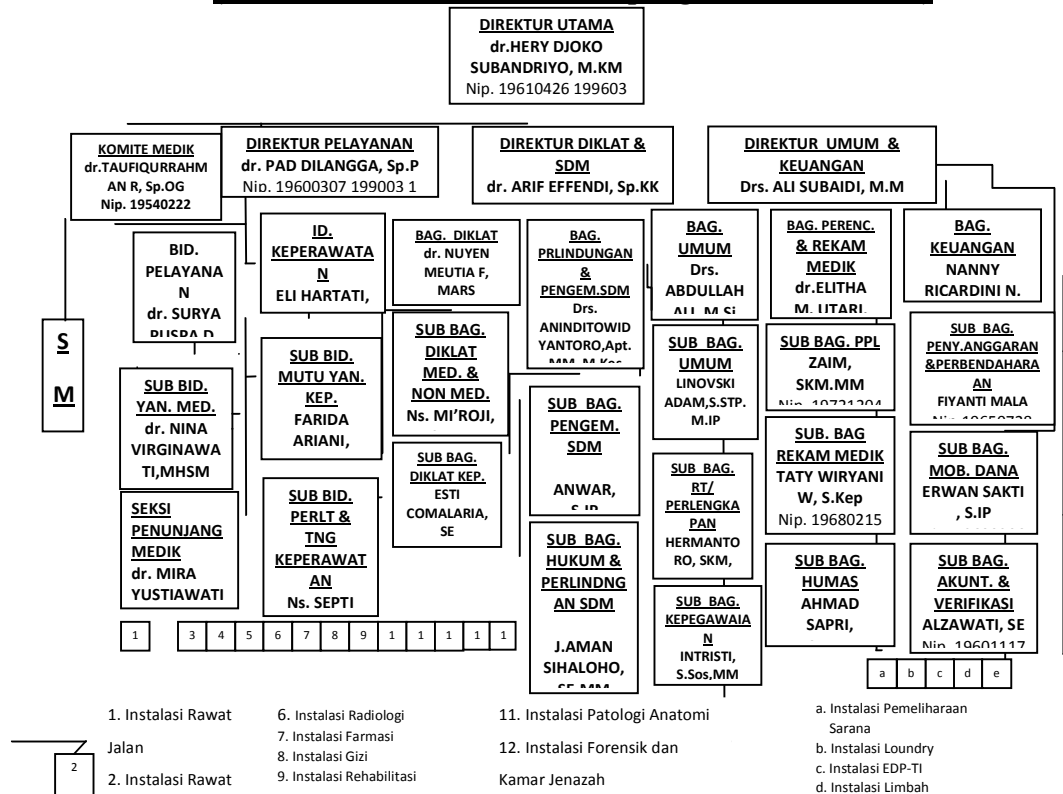 DIREKTUR UTAMA
dr.HERY DJOKO
SUBANDRIYO, M.KM
Nip. 19610426 199603
KOMITE MEDIK
dr.TAUFIQURRAHM
AN R, Sp.OG
Nip. 19540222
DIREKTUR PELAYANAN
dr. PAD DILANGGA, Sp.P
Nip. 19600307 199003 1
DIREKTUR DIKLAT &
SDM
dr. ARIF EFFENDI, Sp.KK
DIREKTUR UMUM &
KEUANGAN
Drs. ALI SUBAIDI, M.M
S
M
BID.
PELAYANA
N
dr. SURYA
PUSPA D
ID.
KEPERAWATA
N
ELI HARTATI,
BAG. DIKLAT
dr. NUYEN
MEUTIA F,
MARS
BAG.
PRLINDUNGAN
&
PENGEM.SDM
Drs.
ANINDITOWID
YANTORO,Apt.
MM, M.Kes
BAG.
UMUM
Drs.
ABDULLAH
ALI, M.Si
BAG. PERENC.
& REKAM
MEDIK
dr.ELITHA
M. UTARI,
BAG.
KEUANGAN
NANNY
RICARDINI N.
SUB BID.
YAN. MED.
dr. NINA
VIRGINAWA
TI,MHSM
SUB BID.
MUTU YAN.
KEP.
FARIDA
ARIANI,
SUB BAG.
DIKLAT
MED. &
NON MED.
Ns. MI’ROJI,
SUB BAG.
PENGEM.
SDM
ANWAR,
S.IP
SUB BAG.
UMUM
LINOVSKI
ADAM,S.STP.
M.IP
SUB BAG. PPL
ZAIM,
SKM.MM
Nip. 19721204
SUB BAG.
PENY.ANGGARAN
&PERBENDAHARA
AN
FIYANTI MALA
SEKSI
PENUNJANG
MEDIK
dr. MIRA
YUSTIAWATI
SUB BID.
PERLT &
TNG
KEPERAWAT
AN
Ns. SEPTI
SUB BAG.
DIKLAT KEP.
ESTI
COMALARIA,
SE
SUB BAG.
HUKUM &
PERLINDNG
AN SDM
J.AMAN
SIHALOHO,
SE.MM
SUB BAG.
RT/
PERLENGKA
PAN
HERMANTO
RO, SKM,
SUB. BAG
REKAM MEDIK
TATY WIRYANI
W, S.Kep
Nip. 19680215
SUB BAG.
MOB. DANA
ERWAN SAKTI
, S.IP
SUB BAG.
KEPEGAWAIA
N
INTRISTI,
S.Sos,MM
SUB BAG.
HUMAS
AHMAD
SAPRI,
SUB BAG.
AKUNT. &
VERIFIKASI
ALZAWATI, SE
Nip. 19601117
1 3 4 5 6 7 8 9 1 1 1 1 1
a b c d e
1. Instalasi Rawat
Jalan
2
2. Instalasi Rawat
6. Instalasi Radiologi
7. Instalasi Farmasi
8. Instalasi Gizi
9. Instalasi Rehabilitasi
11. Instalasi Patologi Anatomi
12. Instalasi Forensik dan
Kamar Jenazah
a. Instalasi Pemeliharaan
Sarana
b. Instalasi Loundry
c. Instalasi EDP-TI
d. Instalasi Limbah